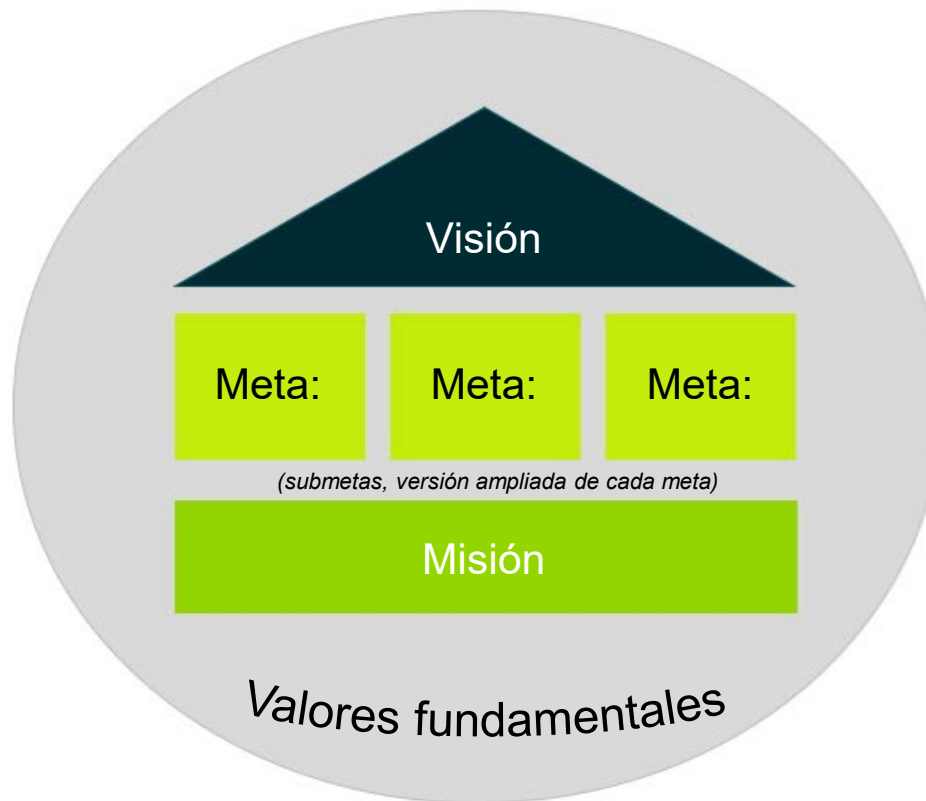 Visión
Meta:
Meta:
Meta:
(submetas, versión ampliada de cada meta)
Misión
Valores fundamentales